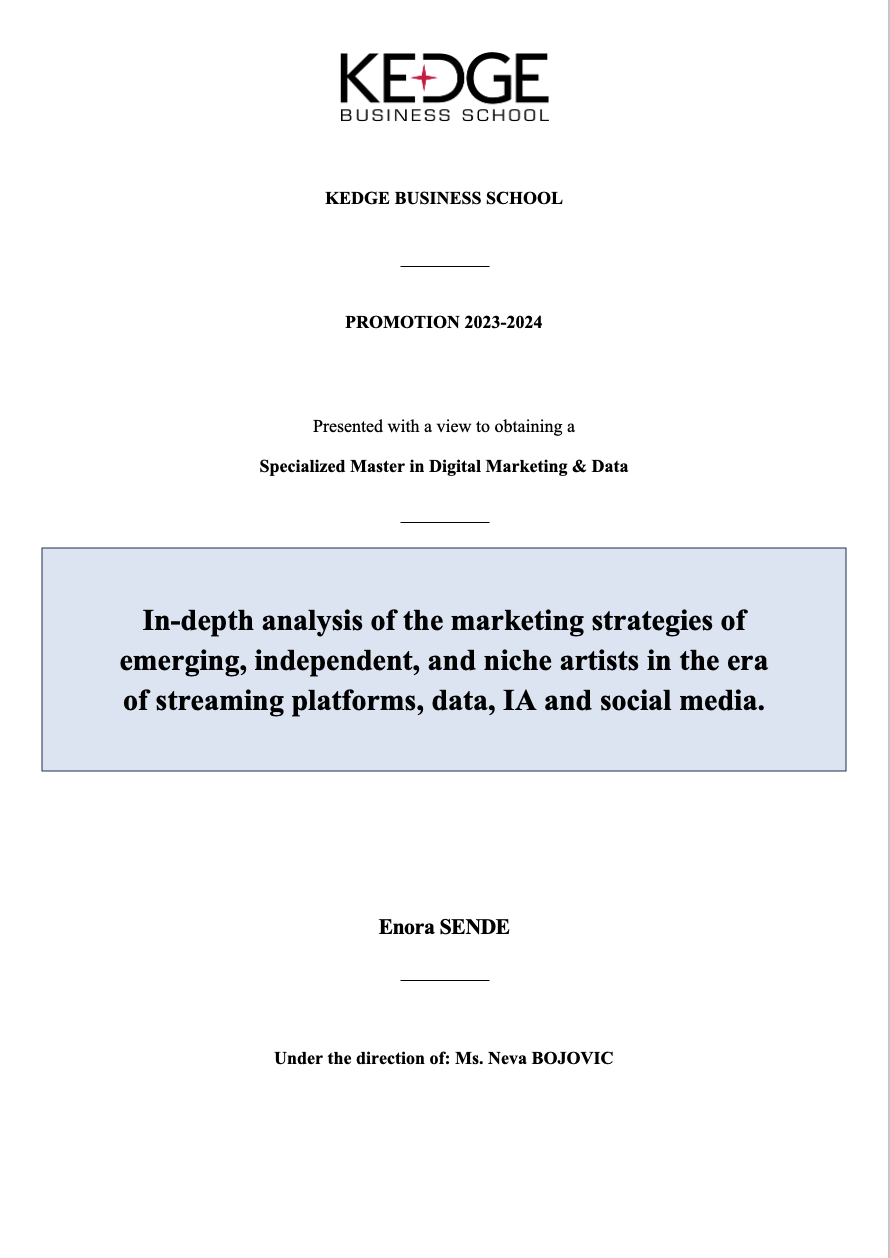 KEDGE
BUSINESS SCHOOL
KEDGE BUSINESS SCHOOL
PROMOTION 2023-2024
Presented with a view to obtaining a
Specialized Master in Digital Marketing & Data
In-depth analysis of the marketing strategies of
emerging, independent, and niche artists in the era
of streaming platforms, data, IA and social media.
Enora SENDE
Under the direction of: Ms. Neva BOJOVIC